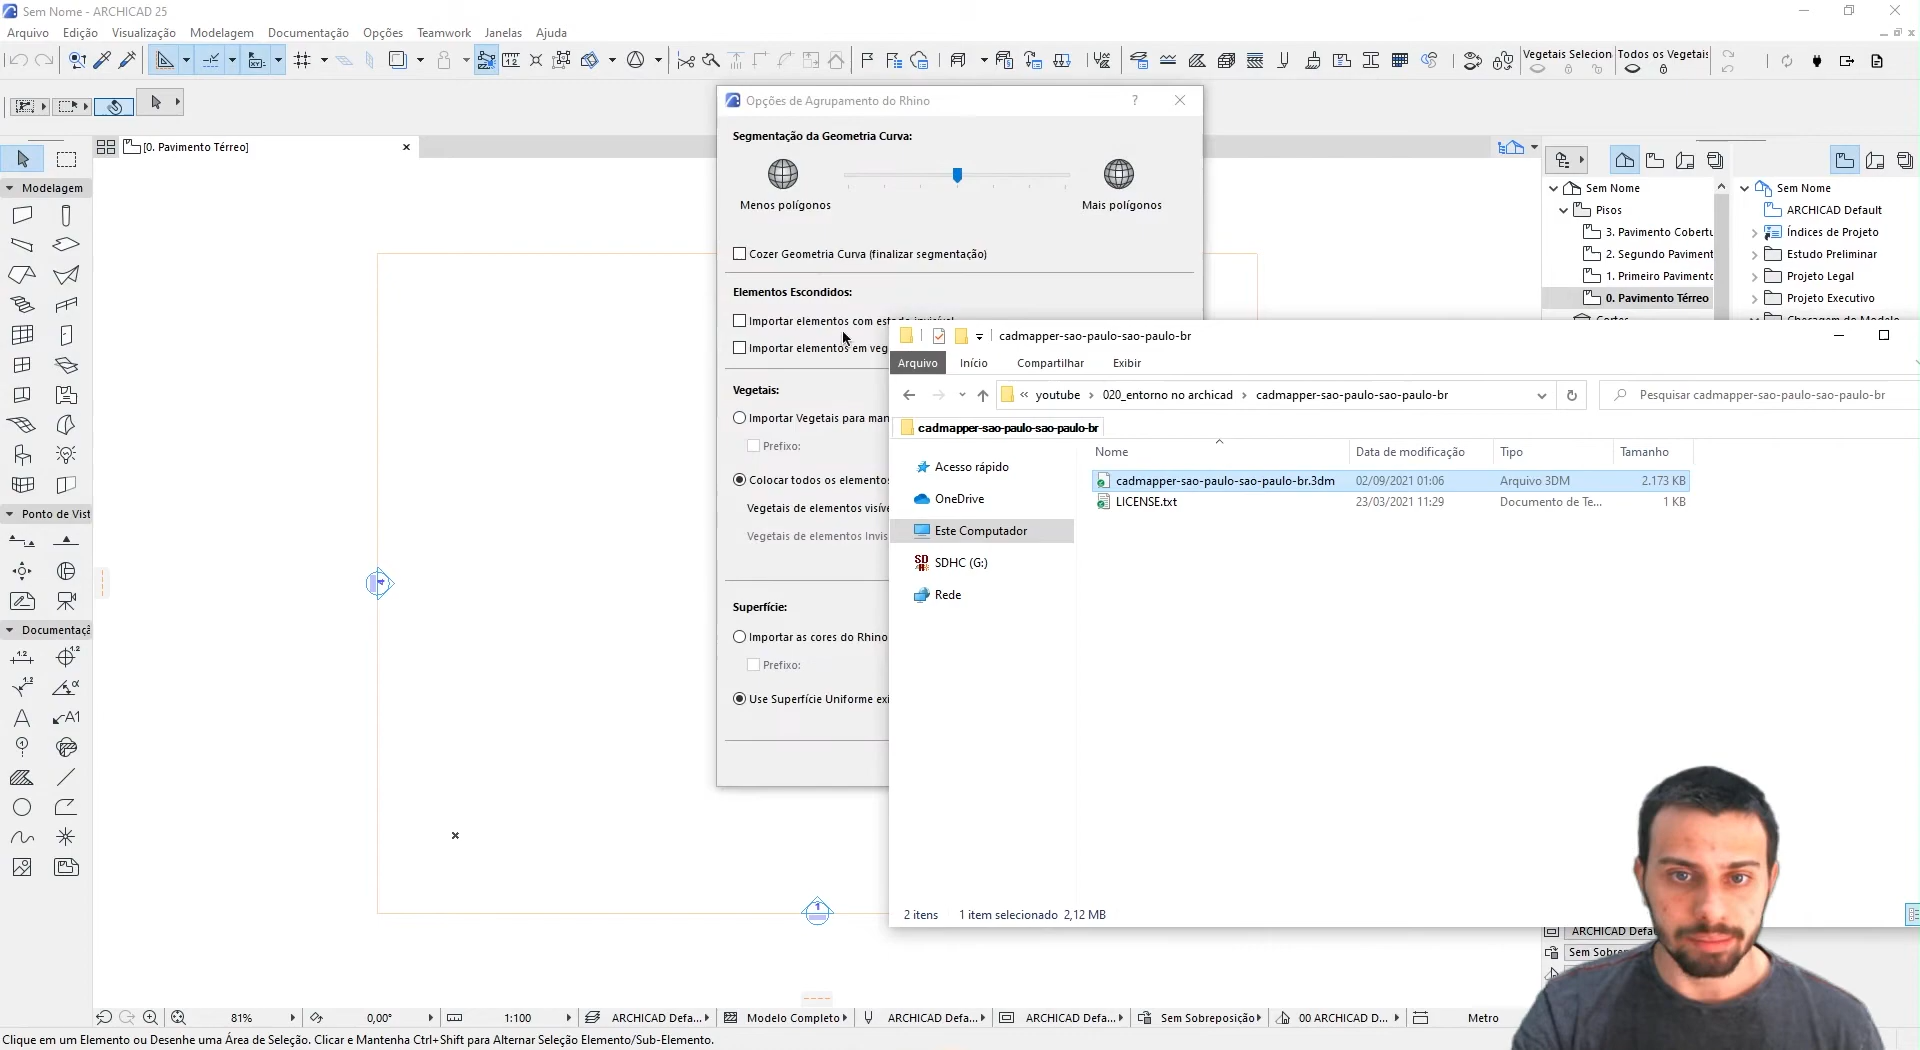 Sem Nome - ARCHICAD 25
Arquivo Edição Visualização Modelagem Documentação Opções Teamwork Janelas Ajuda
Vegetais Selecion Todos os Vegetais
[0. Pavimento Térreo]
Modelagem
Ponto de Vist
Documentaçã
Opções de Agrupamento do Rhino
Segmentação da Geometria Curva:
Menos polígonos Mais polígonos
Cozer Geometria Curva (finalizar segmentação)
Elementos Escondidos:
Importar elementos com estado invisível
Importar elementos em veg
Vegetais:
Importar Vegetais para man
Prefixo:
Colocar todos os elementos
Vegetais de elementos visíve
Vegetais de elementos Invis
Superfície:
Importar as cores do Rhino
Prefixo:
Use Superfície Uniforme exi
cadmapper-sao-paulo-sao-paulo-br
Arquivo Início Compartilhar Exibir
« youtube › 020_entorno no archicad › cadmapper-sao-paulo-sao-paulo-br
Pesquisar cadmapper-sao-paulo-sao-paulo-br
cadmapper-sao-paulo-sao-paulo-br
Nome Data de modificação Tipo Tamanho
cadmapper-sao-paulo-sao-paulo-br.3dm 02/09/2021 01:06 Arquivo 3DM 2.173 KB
LICENSE.txt 23/03/2021 11:29 Documento de Te... 1 KB
Acesso rápido
OneDrive
Este Computador
SDHC (G:)
Rede
2 itens 1 item selecionado 2,12 MB
Sem Nome
Pisos
3. Pavimento Cobertu
2. Segundo Paviment
1. Primeiro Pavimento
0. Pavimento Térreo
Sem Nome
ARCHICAD Default
Índices de Projeto
Estudo Preliminar
Projeto Legal
Projeto Executivo
ARCHICAD Defa
Sem Sobre
81% 0,00° 1:100 ARCHICAD Defa... Modelo Completo ARCHICAD Defa... ARCHICAD Defa... Sem Sobreposição 00 ARCHICAD D... Metro
Clique em um Elemento ou Desenhe uma Área de Seleção. Clicar e Mantenha Ctrl+Shift para Alternar Seleção Elemento/Sub-Elemento.